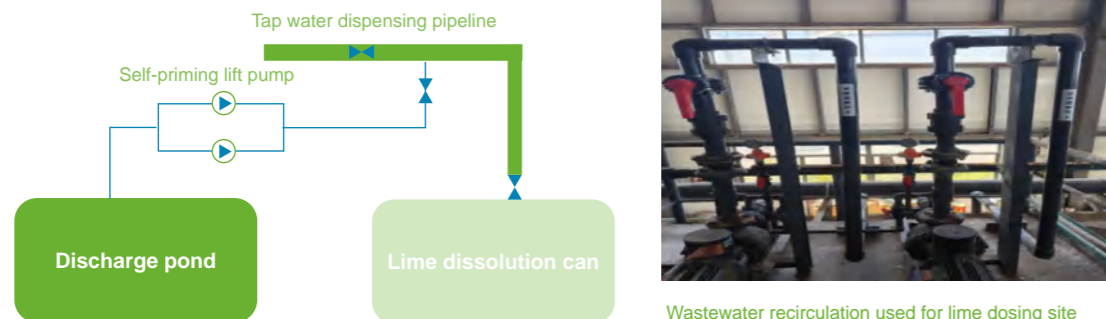 Tap water dispensing pipeline
Self-priming lift pump
Discharge pond
Lime dissolution can
Wastewater recirculation used for lime dosing site